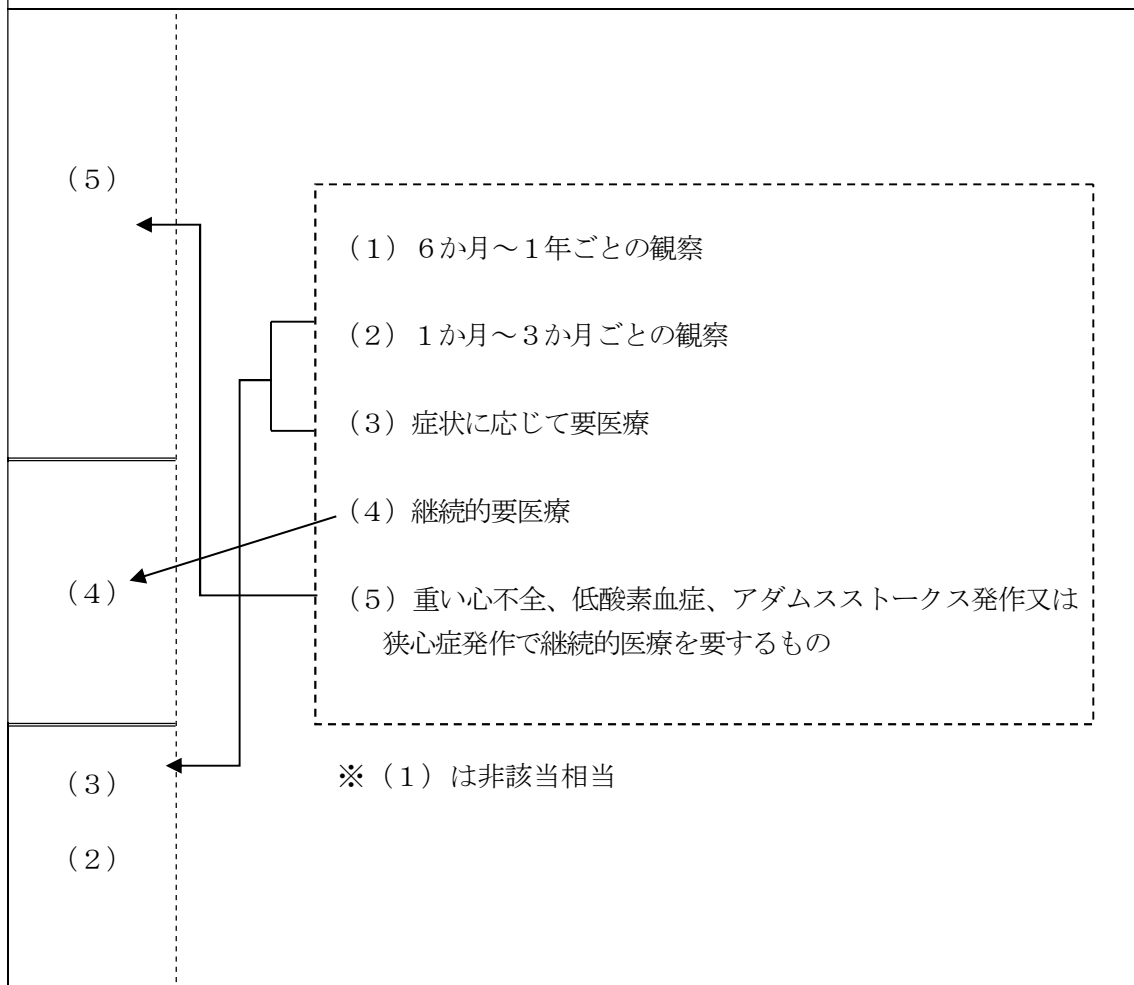 （５）
（４）
（３）
（２）
（１）６か月～１年ごとの観察
（２）１か月～３か月ごとの観察
（３）症状に応じて要医療
（４）継続的要医療
（５）重い心不全、低酸素血症、アダムスストークス発作又は
狭心症発作で継続的医療を要するもの
※（１）は非該当相当